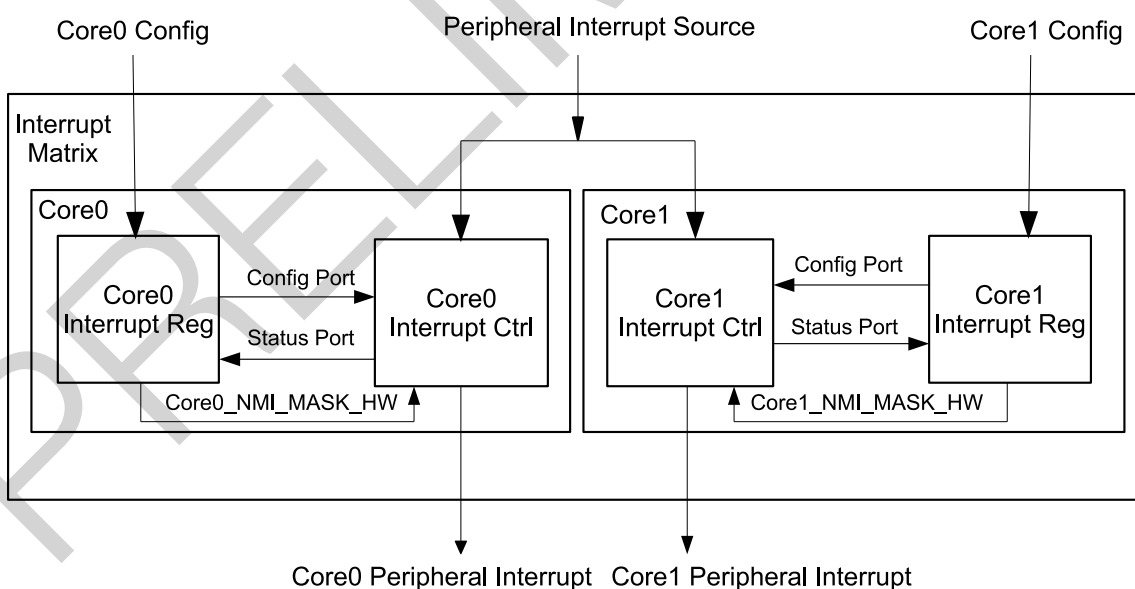 Core0 Config
Peripheral Interrupt Source
Core1 Config
Interrupt
Matrix
Core0
Core1
Core0
Interrupt Reg
Config Port
Status Port
Core0
Interrupt Ctrl
Core0_NMI_MASK_HW
Core1
Interrupt Ctrl
Config Port
Status Port
Core1
Interrupt Reg
Core1_NMI_MASK_HW
Core0 Peripheral Interrupt
Core1 Peripheral Interrupt
PRELI